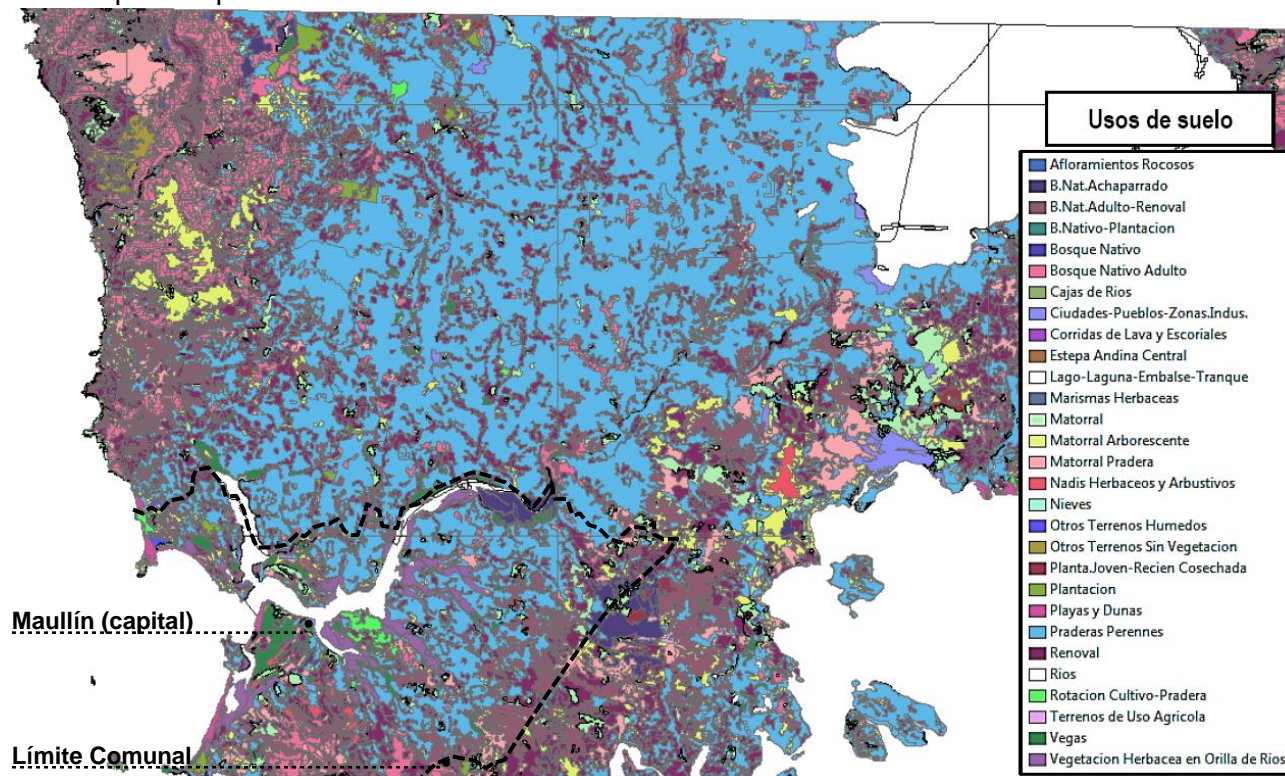 Usos de suelo
Afloramientos Rocosos
B.Nat.Achaparrado
B.Nat.Adulto-Renoval
B.Nativo-Plantacion
Bosque Nativo
Bosque Nativo Adulto
Cajas de Rios
Ciudades-Pueblos-Zonas.Indus.
Corridas de Lava y Escoriales
Estepa Andina Central
Lago-Laguna-Embalse-Tranque
Marismas Herbaceas
Matorral
Matorral Arborescente
Matorral Pradera
Nadis Herbaceos y Arbustivos
Nieves
Otros Terrenos Humedos
Otros Terrenos Sin Vegetacion
Planta.Joven-Recien Cosechada
Plantacion
Playas y Dunas
Praderas Perennes
Renoval
Rios
Rotacion Cultivo-Pradera
Terrenos de Uso Agricola
Vegas
Vegetacion Herbacea en Orilla de Rios
Maullín (capital)
Límite Comunal